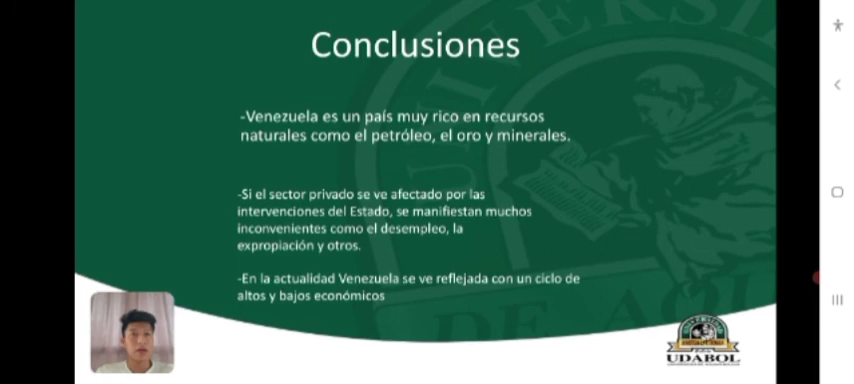 Conclusiones
-Venezuela es un país muy rico en recursos
naturales como el petróleo, el oro y minerales.
-Si el sector privado se ve afectado por las
intervenciones del Estado, se manifiestan muchos
inconvenientes como el desempleo, la
expropiación y otros.
-En la actualidad Venezuela se ve reflejada con un ciclo de
altos y bajos económicos
UDABOL